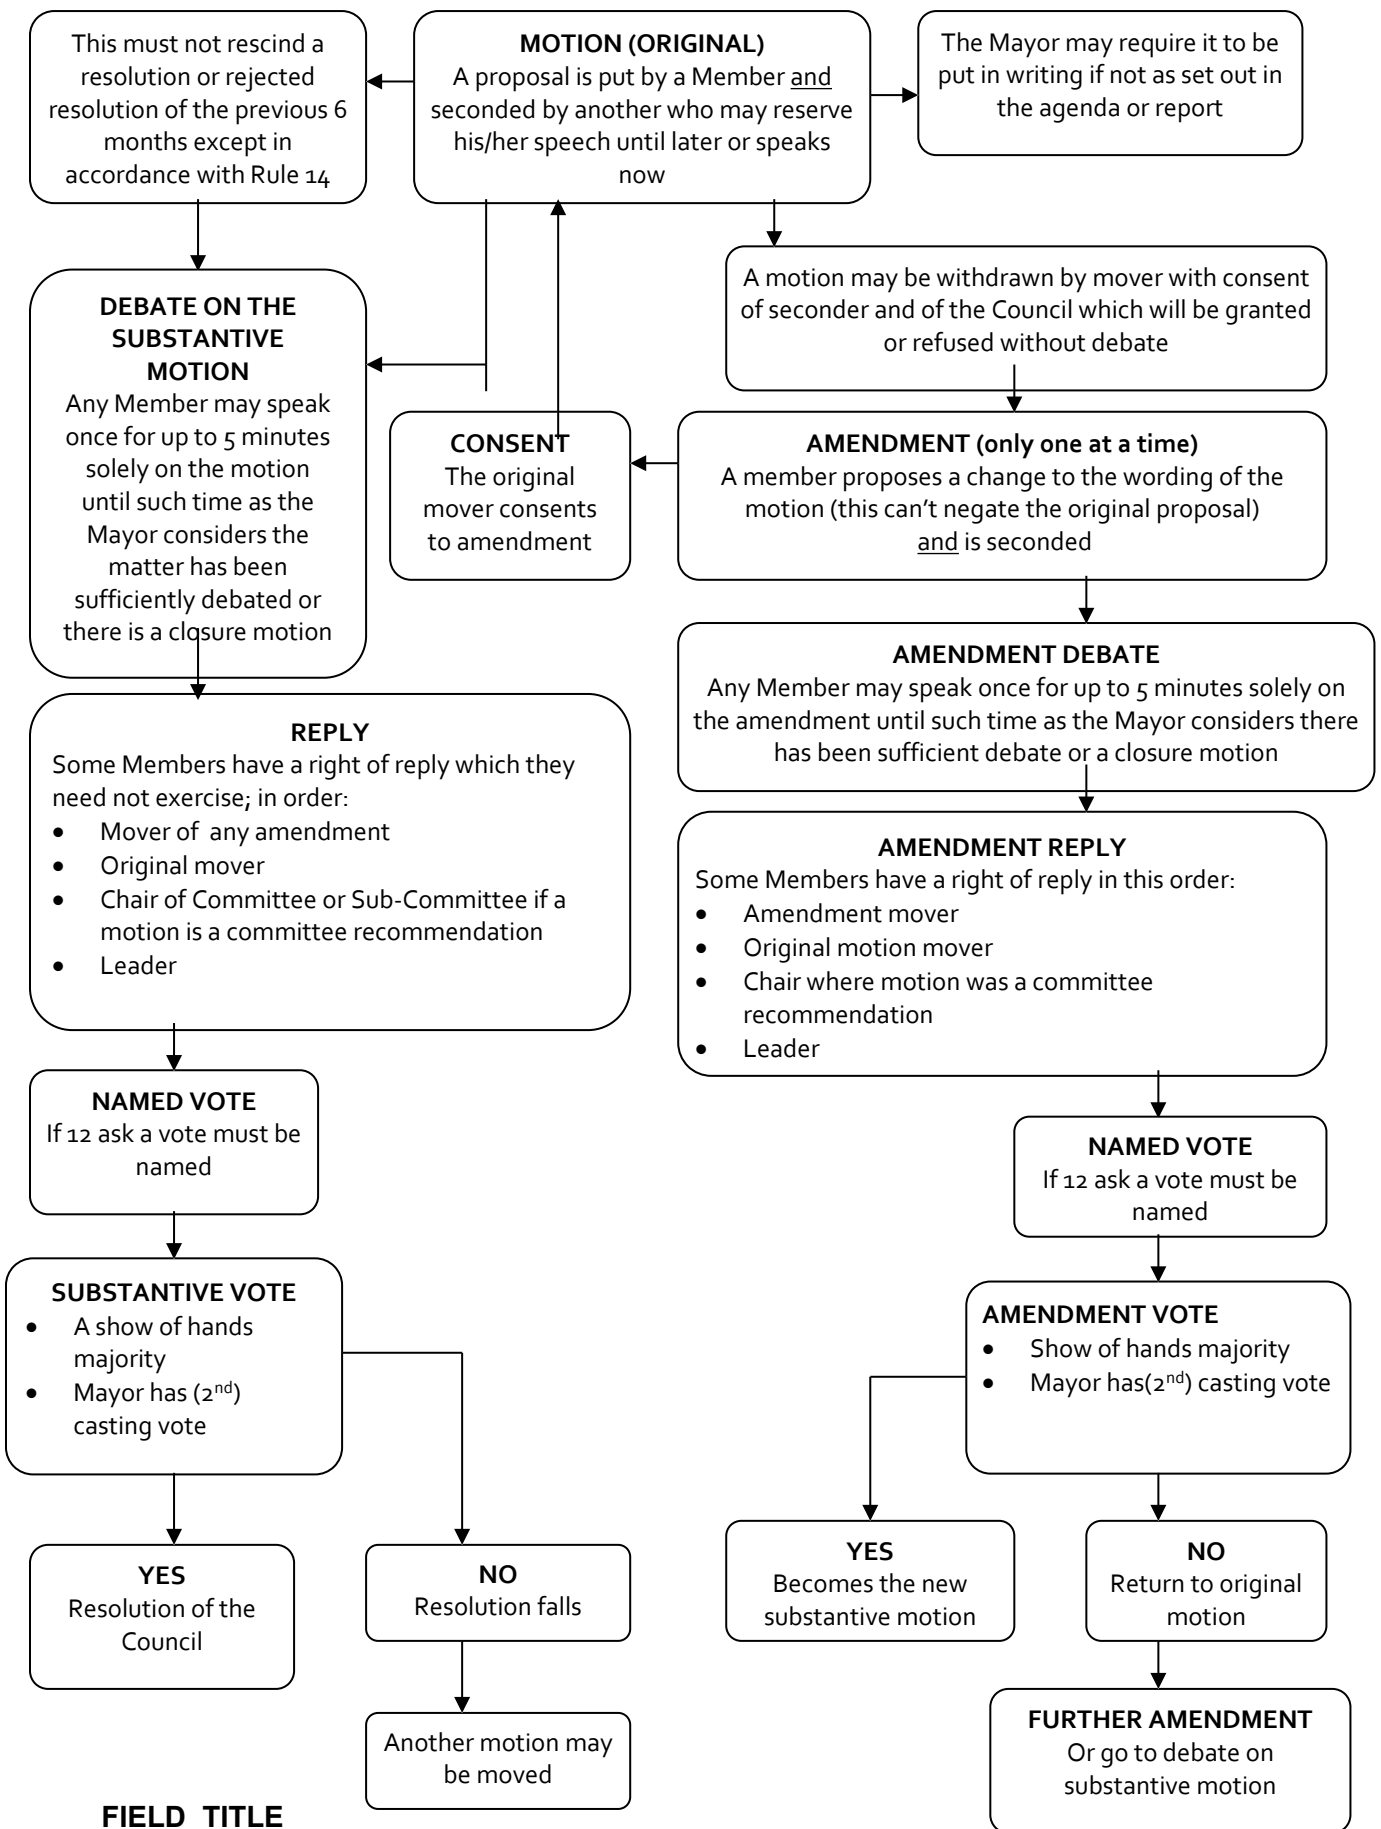 This must not rescind a
resolution or rejected
resolution of the previous 6
months except in
accordance with Rule 14
MOTION (ORIGINAL)
A proposal is put by a Member and
seconded by another who may reserve
his/her speech until later or speaks
now
The Mayor may require it to be
put in writing if not as set out in
the agenda or report
A motion may be withdrawn by mover with consent
of seconder and of the Council which will be granted
or refused without debate
DEBATE ON THE
SUBSTANTIVE
MOTION
Any Member may speak
once for up to 5 minutes
solely on the motion
until such time as the
Mayor considers the
matter has been
sufficiently debated or
there is a closure motion
CONSENT
The original
mover consents
to amendment
AMENDMENT (only one at a time)
A member proposes a change to the wording of the
motion (this can't negate the original proposal)
and is seconded
AMENDMENT DEBATE
Any Member may speak once for up to 5 minutes solely on
the amendment until such time as the Mayor considers there
has been sufficient debate or a closure motion
REPLY
Some Members have a right of reply which they
need not exercise; in order:
• Mover of any amendment
• Original mover
• Chair of Committee or Sub-Committee if a
motion is a committee recommendation
• Leader
AMENDMENT REPLY
Some Members have a right of reply in this order:
• Amendment mover
• Original motion mover
• Chair where motion was a committee
recommendation
• Leader
NAMED VOTE
If 12 ask a vote must be
named
NAMED VOTE
If 12 ask a vote must be
named
SUBSTANTIVE VOTE
• A show of hands
majority
• Mayor has (2nd)
casting vote
AMENDMENT VOTE
• Show of hands majority
• Mayor has(2nd) casting vote
YES
Resolution of the
Council
NO
Resolution falls
YES
Becomes the new
substantive motion
NO
Return to original
motion
Another motion may
be moved
FURTHER AMENDMENT
Or go to debate on
substantive motion
FIELD_TITLE